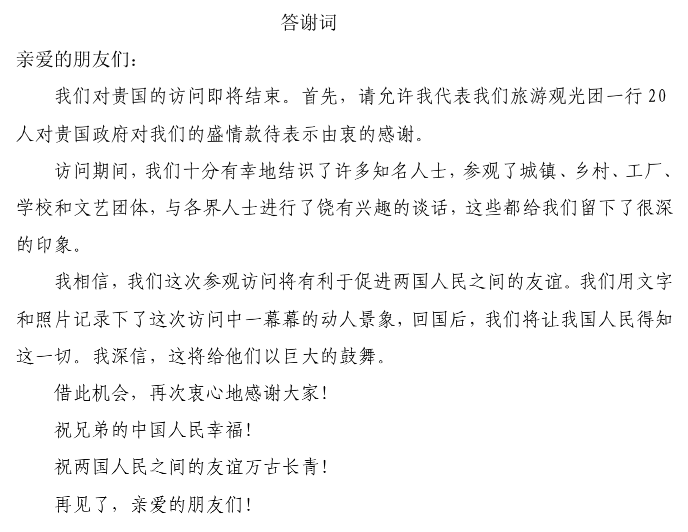 答谢词
亲爱的朋友们：
我们对贵国的访问即将结束。首先，请允许我代表我们旅游观光团一行 20
人对贵国政府对我们的盛情款待表示由衷的感谢。
访问期间，我们十分有幸地结识了许多知名人士，参观了城镇、乡村、工厂、
学校和文艺团体，与各界人士进行了饶有兴趣的谈话，这些都给我们留下了很深
的印象。
我相信，我们这次参观访问将有利于促进两国人民之间的友谊。我们用文字
和照片记录下了这次访问中一幕幕的动人景象，回国后，我们将让我国人民得知
这一切。我深信，这将给他们以巨大的鼓舞。
借此机会，再次衷心地感谢大家！
祝兄弟的中国人民幸福！
祝两国人民之间的友谊万古长青！
再见了，亲爱的朋友们！